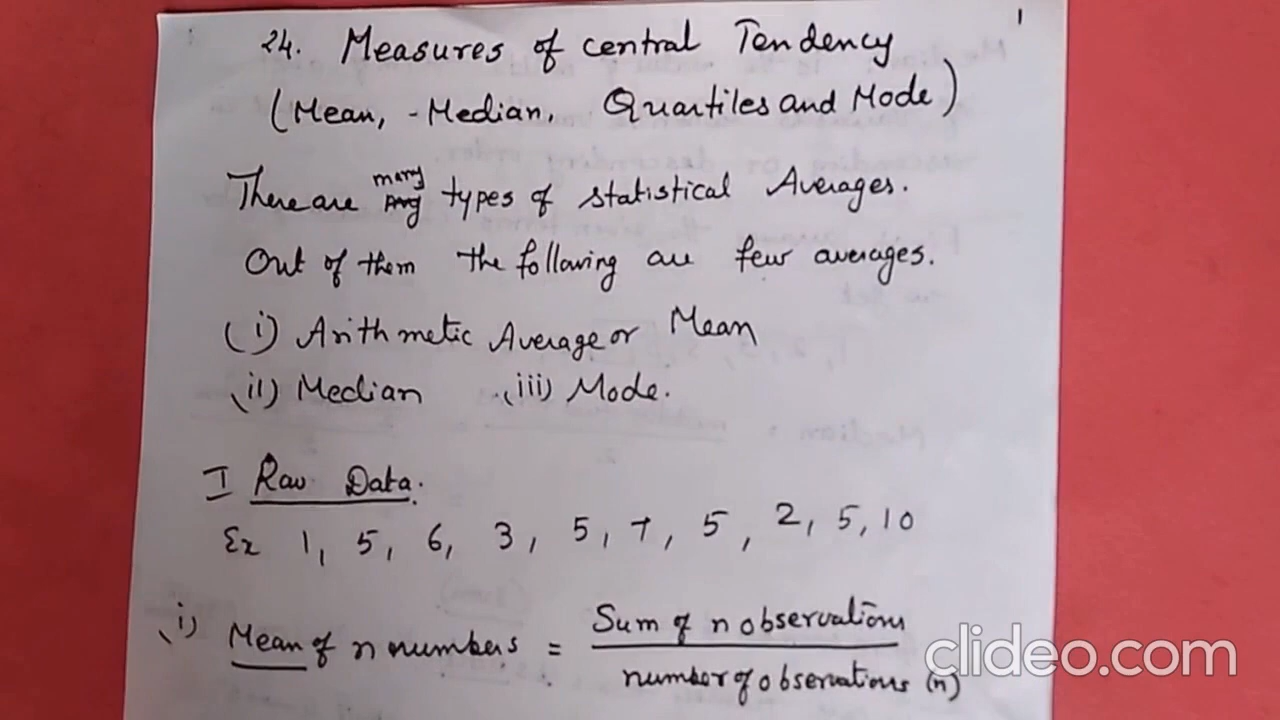 1
24. Measures of central Tendency
(Mean, - Median, Quartiles and Mode)
There are many types of statistical Averages.
Out of them the following are few averages.
(i) Arithmetic Average or Mean
(ii) Median (iii) Mode.
I Raw Data.
Ex 1, 5, 6, 3, 5, 7, 5, 2, 5, 10
(i) Mean of n numbers = Sum of n observations
number of observations (n)
clideo.com